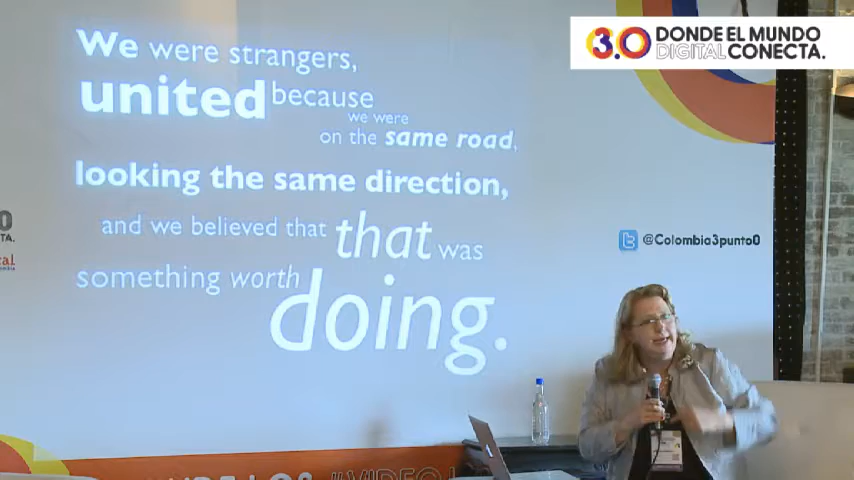 3.0 DONDE EL MUNDO
DIGITAL CONECTA.
We were strangers,
united because
we were
on the same road,
looking the same direction,
and we believed that that was
something worth
doing.
@Colombia3punto0